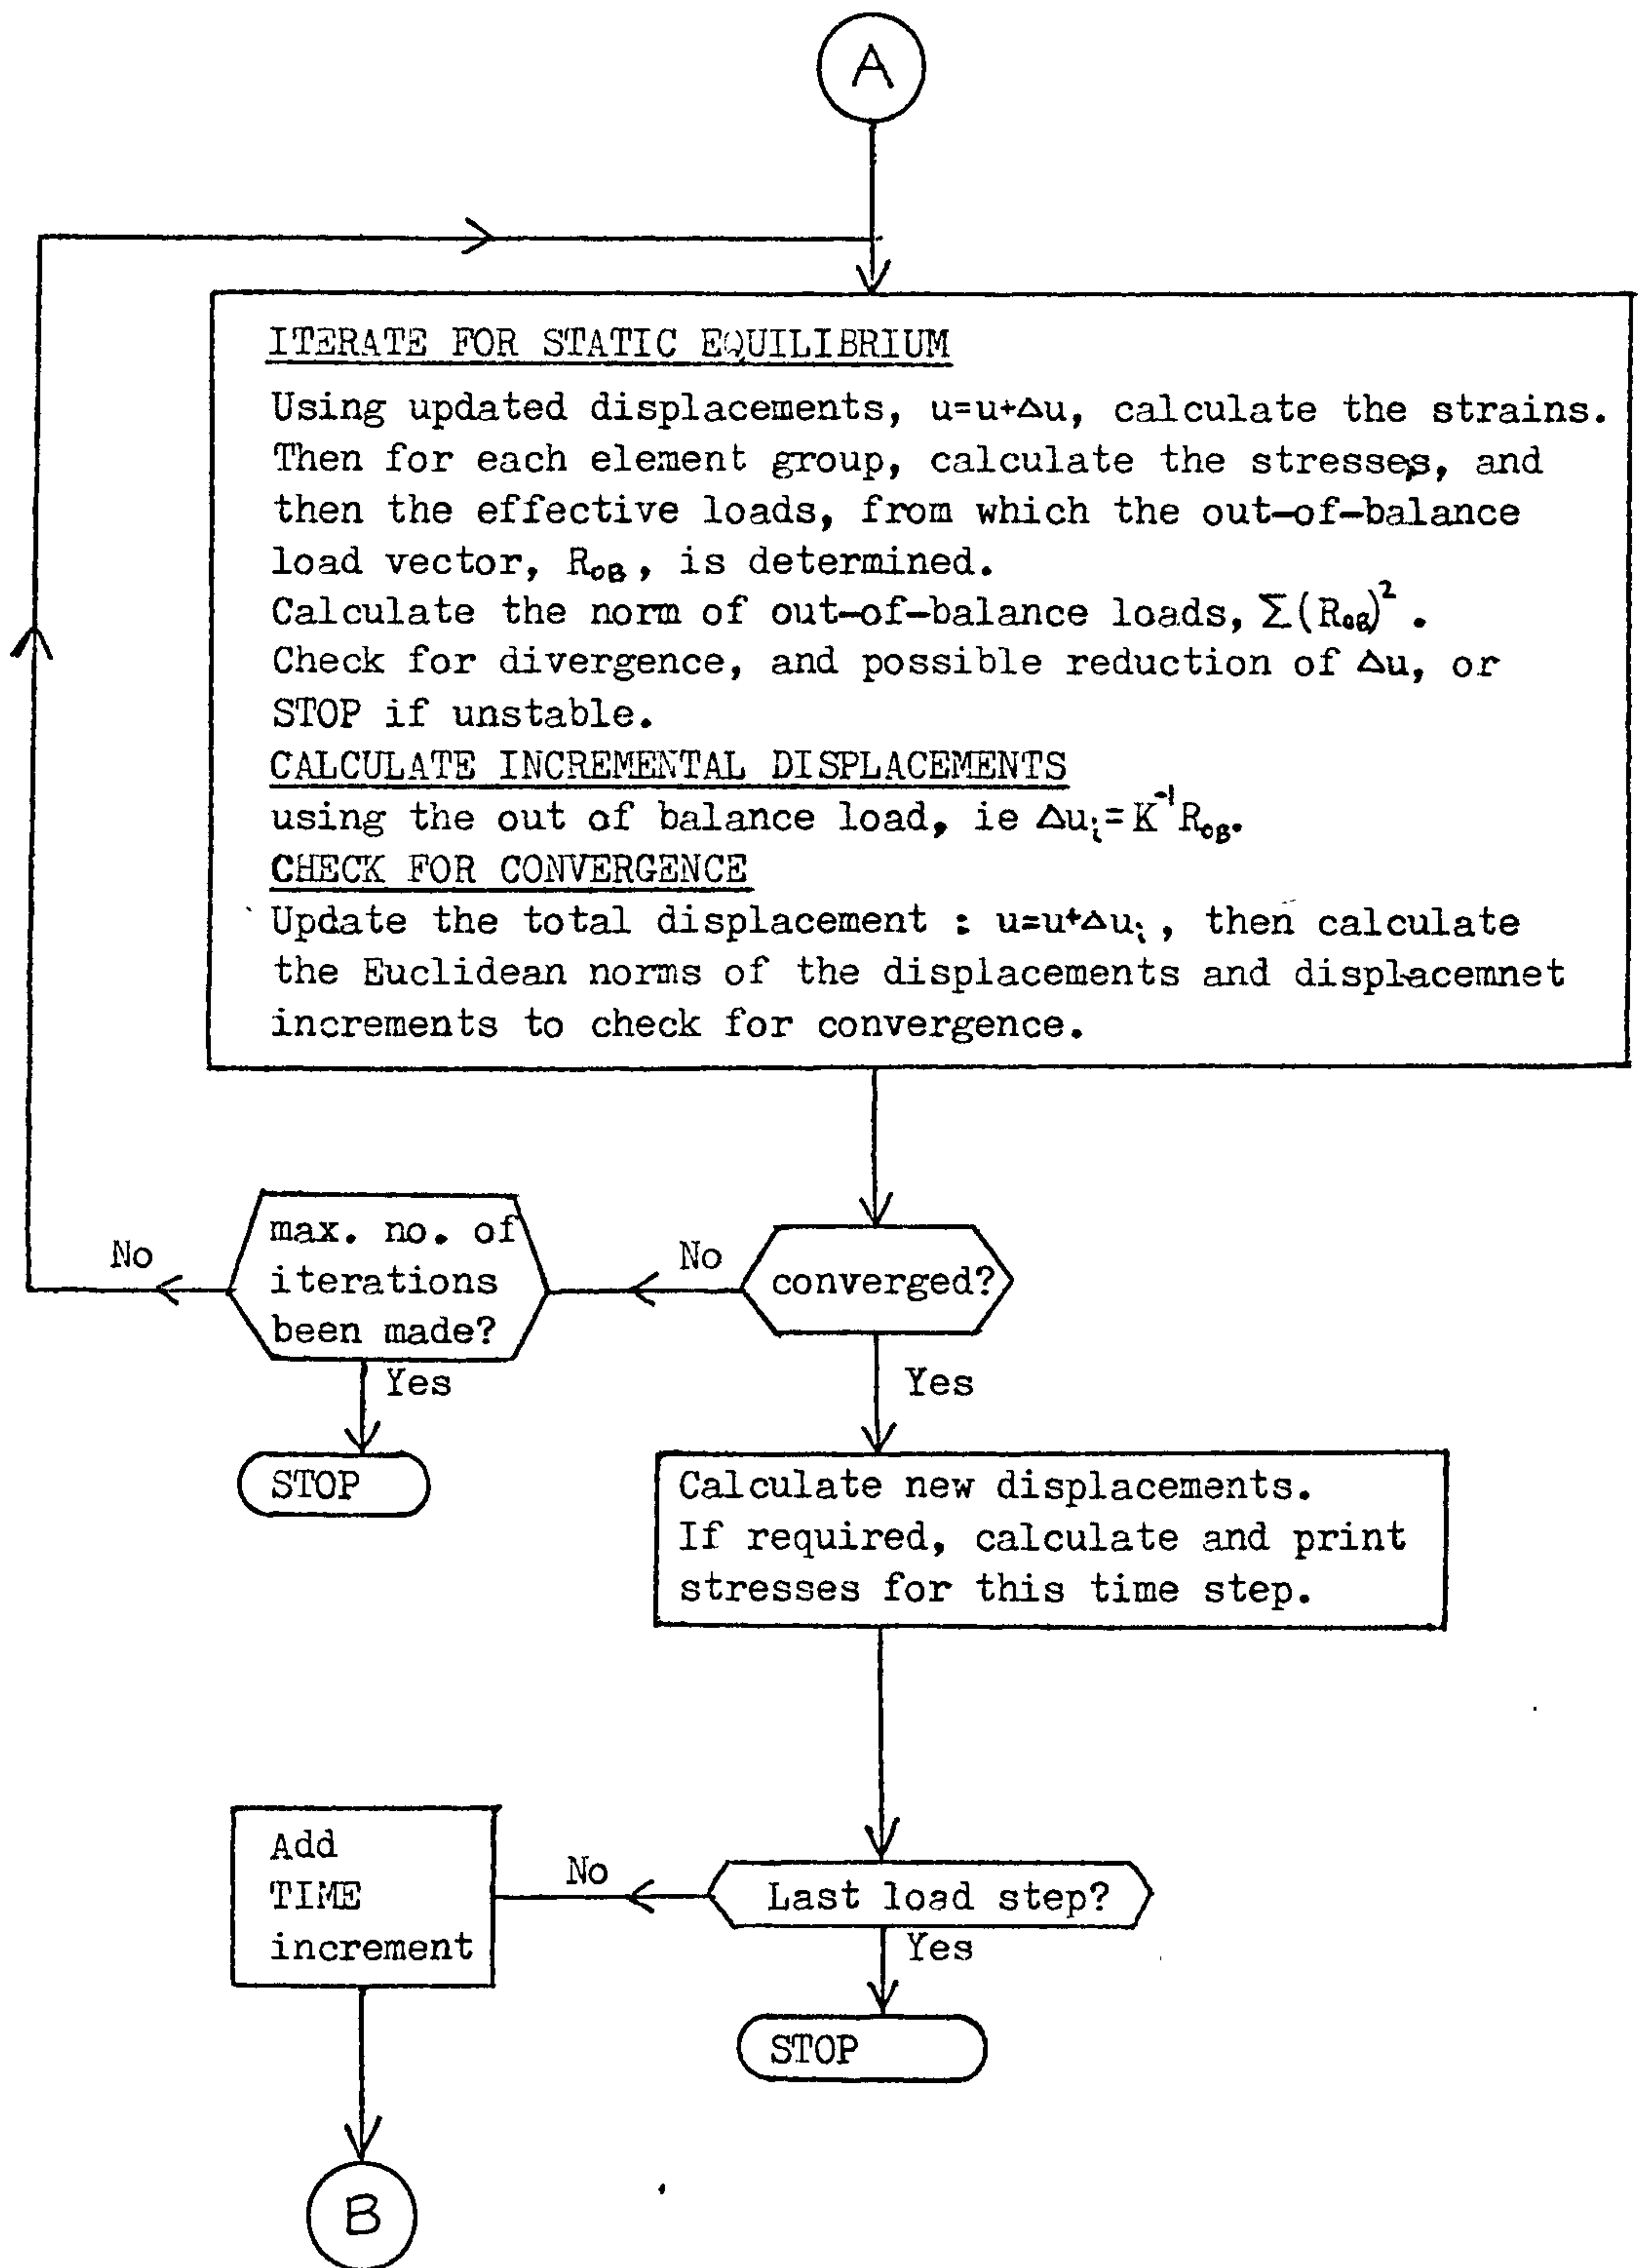 A
ITERATE FOR STATIC EQUILIBRIUM
Using updated displacements, u=u+Δu, calculate the strains.
Then for each element group, calculate the stresses, and
then the effective loads, from which the out-of-balance
load vector, R_OB, is determined.
Calculate the norm of out-of-balance loads, Σ(R_OB)².
Check for divergence, and possible reduction of Δu, or
STOP if unstable.
CALCULATE INCREMENTAL DISPLACEMENTS
using the out of balance load, ie Δu_i=K⁻¹R_OB.
CHECK FOR CONVERGENCE
Update the total displacement : u=u+Δu_i, then calculate
the Euclidean norms of the displacements and displacemnet
increments to check for convergence.
No
max. no. of
iterations
been made?
No
converged?
Yes
Yes
STOP
Calculate new displacements.
If required, calculate and print
stresses for this time step.
Add
TIME
increment
No
Last load step?
Yes
STOP
B